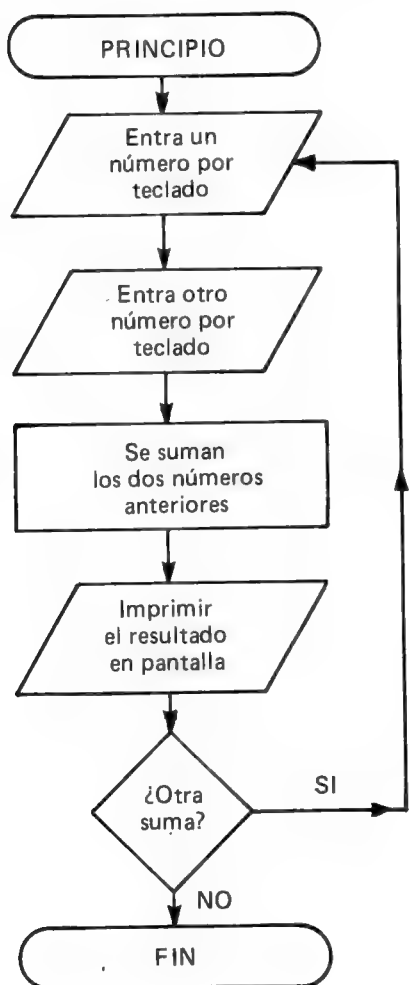 PRINCIPIO
Entra un
número por
teclado
Entra otro
número por
teclado
Se suman
los dos números
anteriores
Imprimir
el resultado
en pantalla
¿Otra
suma?
SI
NO
FIN